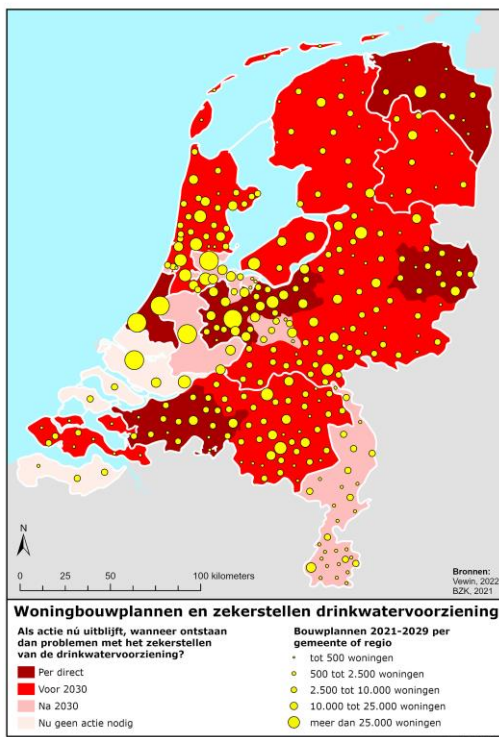 N
0 25 50 100 kilometers
Bronnen:
Vewin, 2022
BZK, 2021
Woningbouwplannen en zekerstellen drinkwatervoorziening
Als actie nú uitblijft, wanneer ontstaan
dan problemen met het zekerstellen
van de drinkwatervoorziening?
Per direct
Voor 2030
Na 2030
Nu geen actie nodig
Bouwplannen 2021-2029 per
gemeente of regio
tot 500 woningen
500 tot 2.500 woningen
2.500 tot 10.000 woningen
10.000 tot 25.000 woningen
meer dan 25.000 woningen